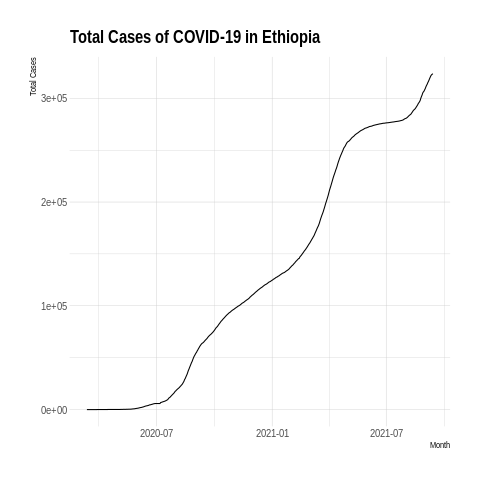 Total Cases of COVID-19 in Ethiopia
Total Cases
3e+05
2e+05
1e+05
0e+00
2020-07 2021-01 2021-07
Month